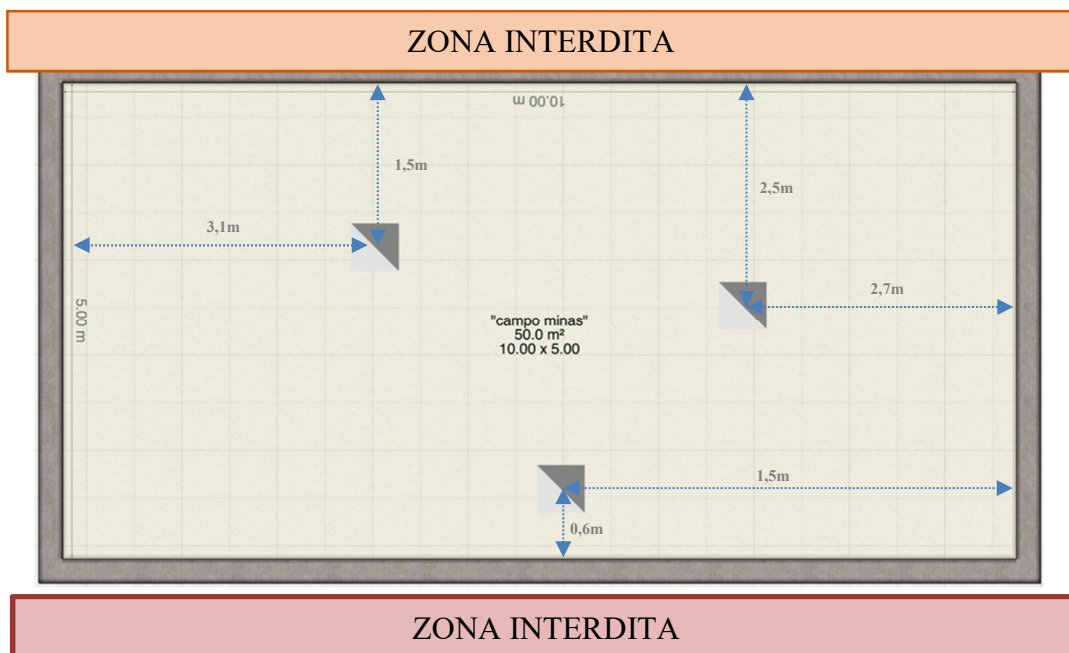 ZONA INTERDITA
10.00 m
1,5m
2,5m
3,1m
2,7m
5.00 m
"campo minas"
50.0 m²
10.00 x 5.00
1,5m
0,6m
ZONA INTERDITA